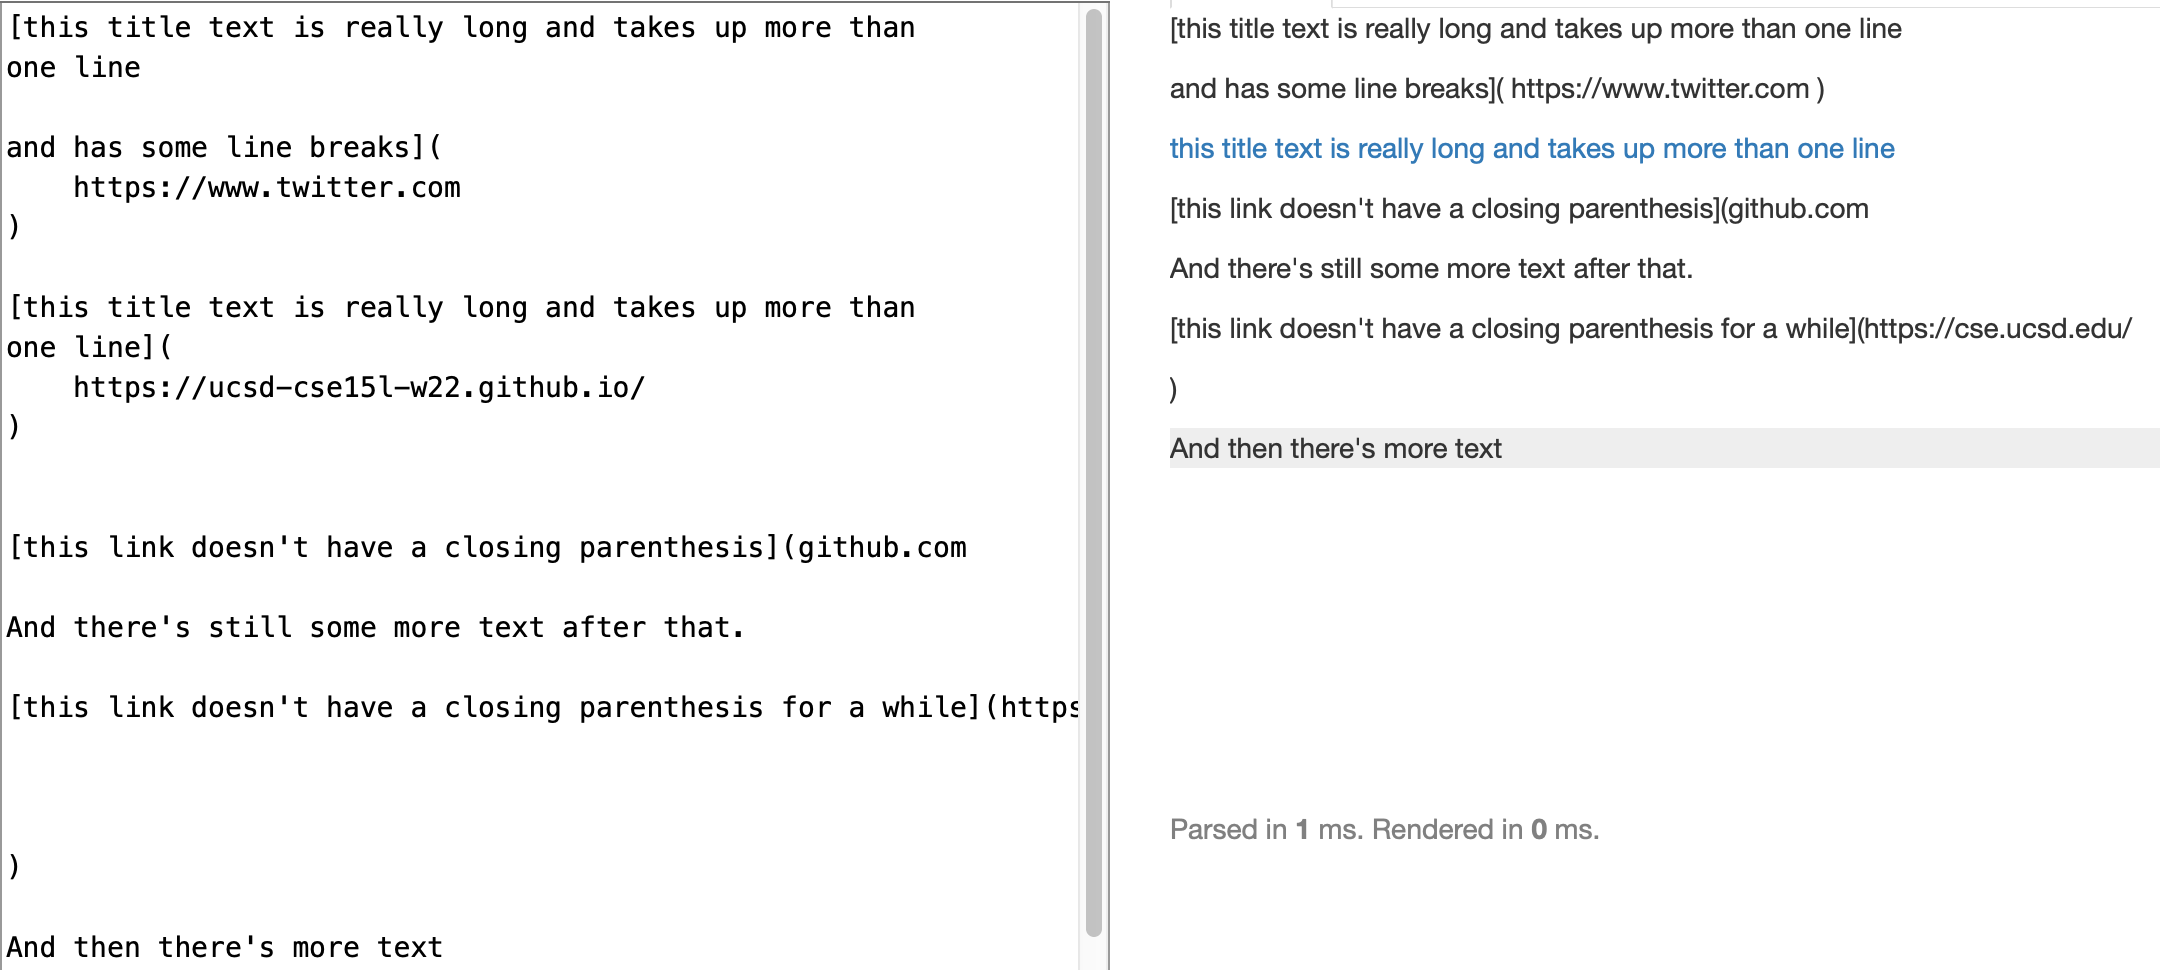 [this title text is really long and takes up more than
one line
and has some line breaks](
https://www.twitter.com
)
[this title text is really long and takes up more than
one line](
https://ucsd-cse15l-w22.github.io/
)
[this link doesn't have a closing parenthesis](github.com
And there's still some more text after that.
[this link doesn't have a closing parenthesis for a while](https
)
And then there's more text
[this title text is really long and takes up more than one line
and has some line breaks]( https://www.twitter.com )
this title text is really long and takes up more than one line
[this link doesn't have a closing parenthesis](github.com
And there's still some more text after that.
[this link doesn't have a closing parenthesis for a while](https://cse.ucsd.edu/
)
And then there's more text
Parsed in 1 ms. Rendered in 0 ms.